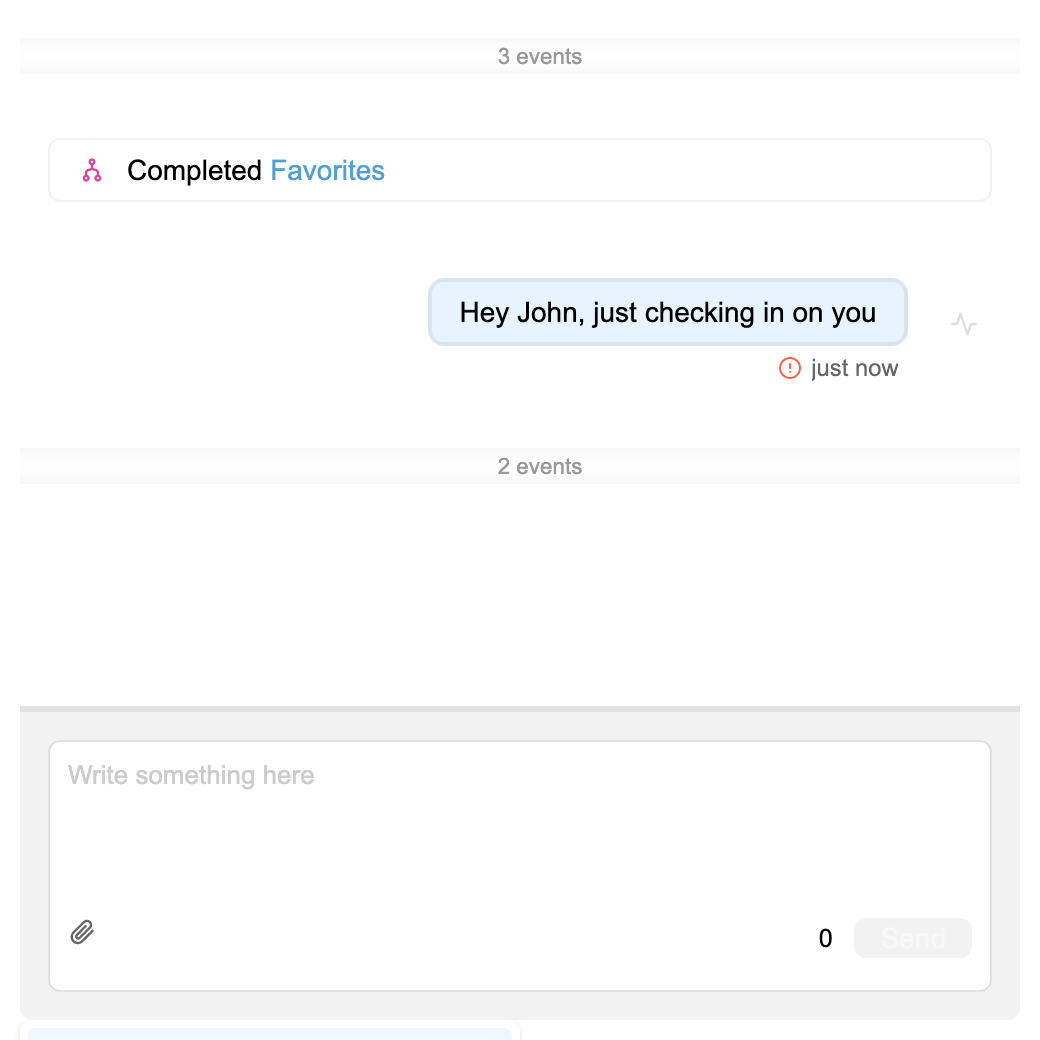 3 events
Completed Favorites
Hey John, just checking in on you
just now
2 events
Write something here
0
Send